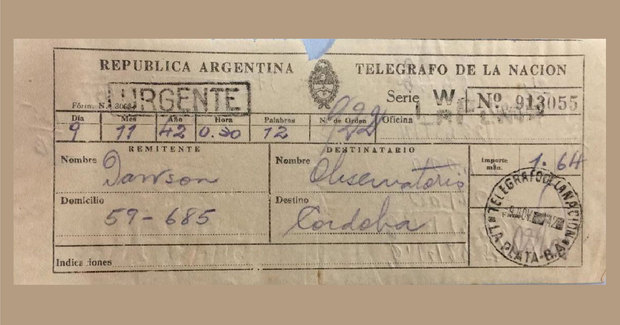 REPUBLICA ARGENTINA TELEGRAFO DE LA NACION
URGENTE
Serie W Nº 913055
Día Mes Año Hora Palabras N.º de Orden Oficina
9 11 42 0.30 12
REMITENTE DESTINATARIO
Importe m$n. 1.64
Nombre Dawson Nombre Observatorio
Domicilio Destino
59-685 Cordoba
TELEGRAFO DE LA NACION
LA PLATA-B.A.
Indicaciones